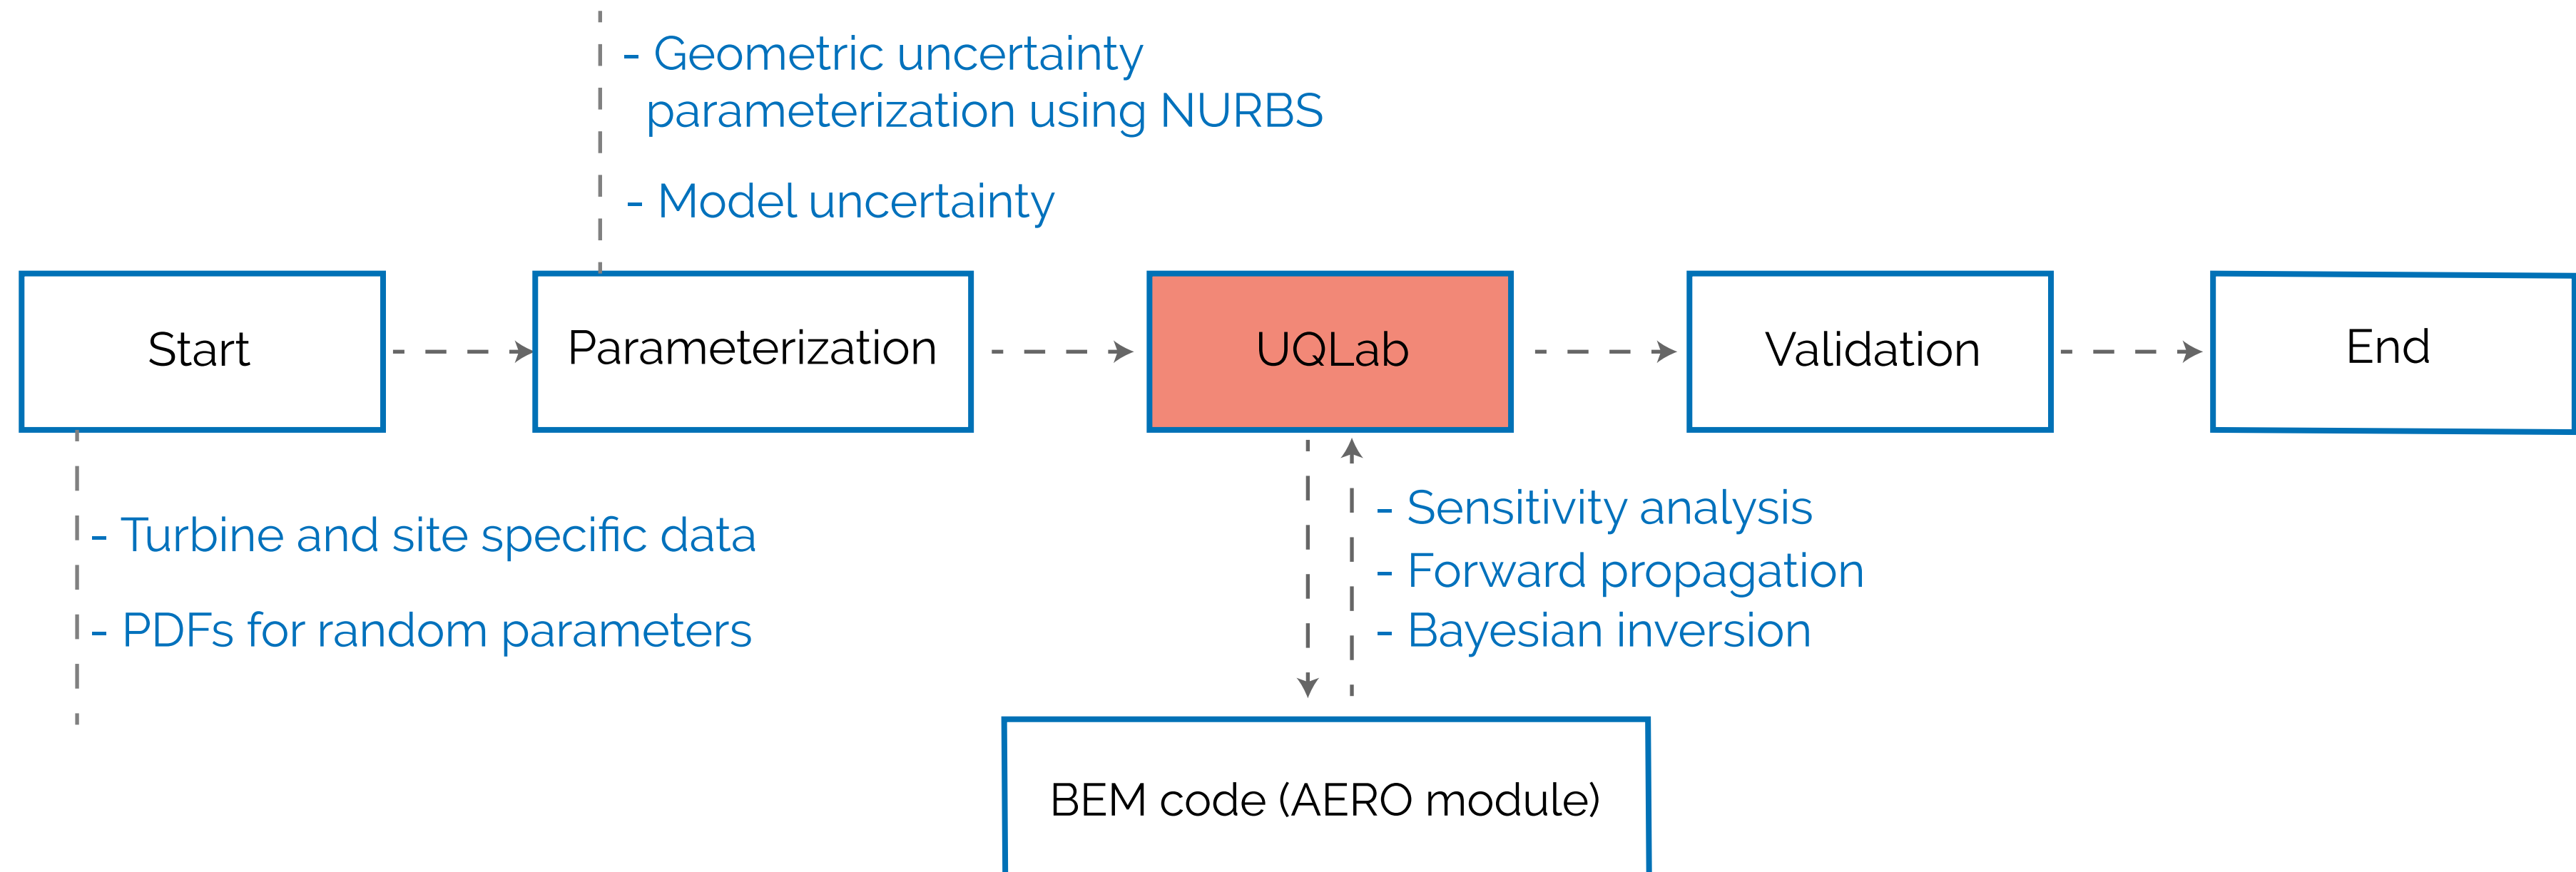 - Geometric uncertainty
parameterization using NURBS
- Model uncertainty
Start
Parameterization
UQLab
Validation
End
- Turbine and site specific data
- PDFs for random parameters
- Sensitivity analysis
- Forward propagation
- Bayesian inversion
BEM code (AERO module)